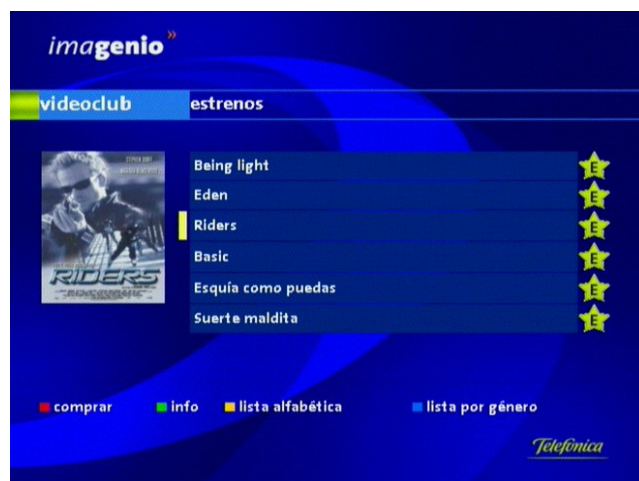 imagenio»
videoclub estrenos
Being light E
Eden E
Riders E
Basic E
Esquía como puedas E
Suerte maldita E
RIDERS
comprar info lista alfabética lista por género
Telefónica